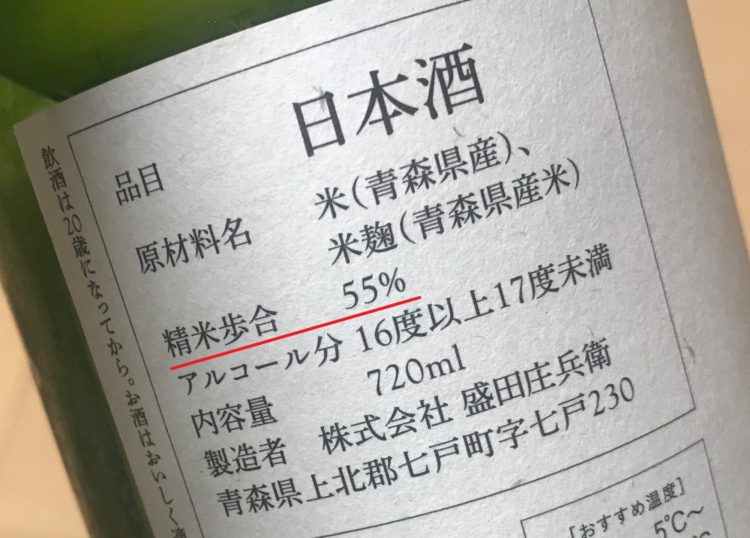 日本酒
品目
原材料名 米(青森県産)、
米麹(青森県産米)
精米歩合 55%
アルコール分 16度以上17度未満
内容量 720ml
製造者 株式会社 盛田庄兵衛
青森県上北郡七戸町字七戸230
飲酒は20歳になってから。お酒はおいしく適
[おすすめ温度]
5℃〜